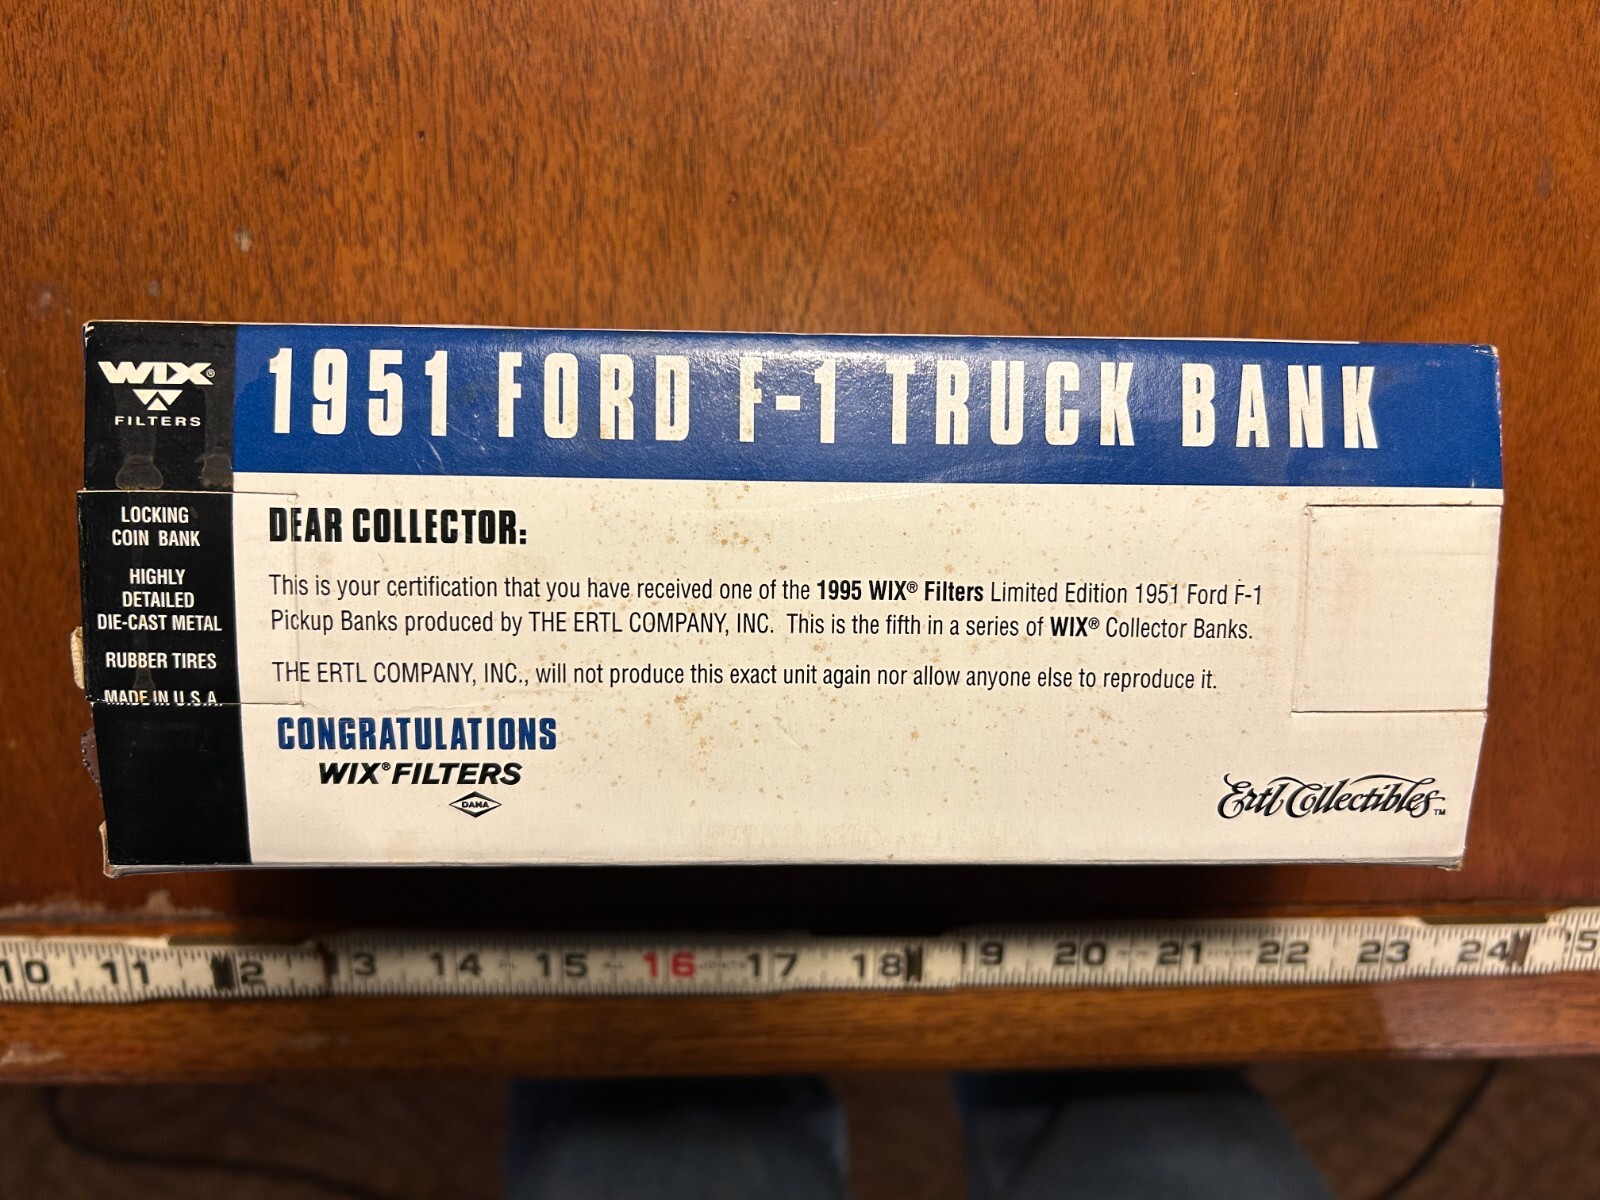 WIX®
FILTERS
1951 FORD F-1 TRUCK BANK
LOCKING
COIN BANK
HIGHLY
DETAILED
DIE-CAST METAL
RUBBER TIRES
MADE IN U.S.A.
DEAR COLLECTOR:
This is your certification that you have received one of the 1995 WIX® Filters Limited Edition 1951 Ford F-1
Pickup Banks produced by THE ERTL COMPANY, INC. This is the fifth in a series of WIX® Collector Banks.
THE ERTL COMPANY, INC., will not produce this exact unit again nor allow anyone else to reproduce it.
CONGRATULATIONS
WIX® FILTERS
DANA
Ertl Collectibles™
10 11 2 13 14 15 16 17 18 19 20 21 22 23 24 5